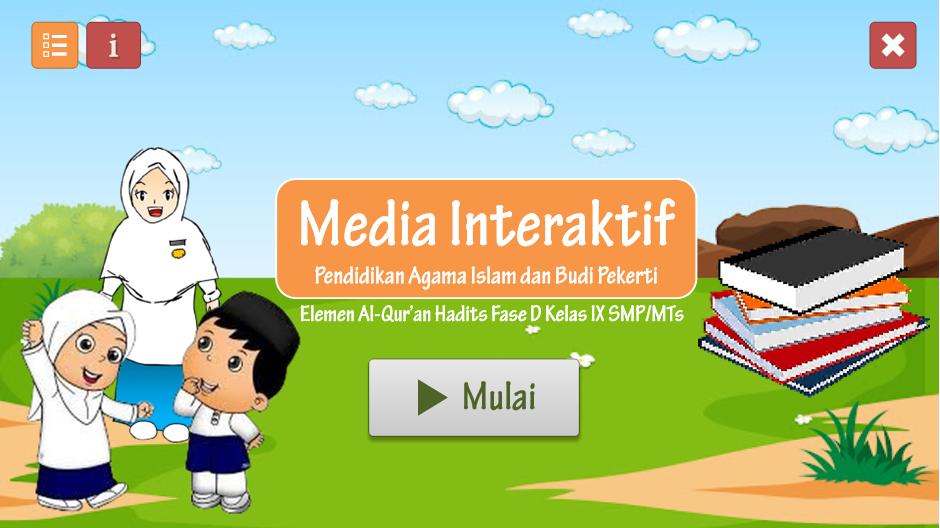 i
Media Interaktif
Pendidikan Agama Islam dan Budi Pekerti
Elemen Al-Qur'an Hadits Fase D Kelas IX SMP/MTs
Mulai